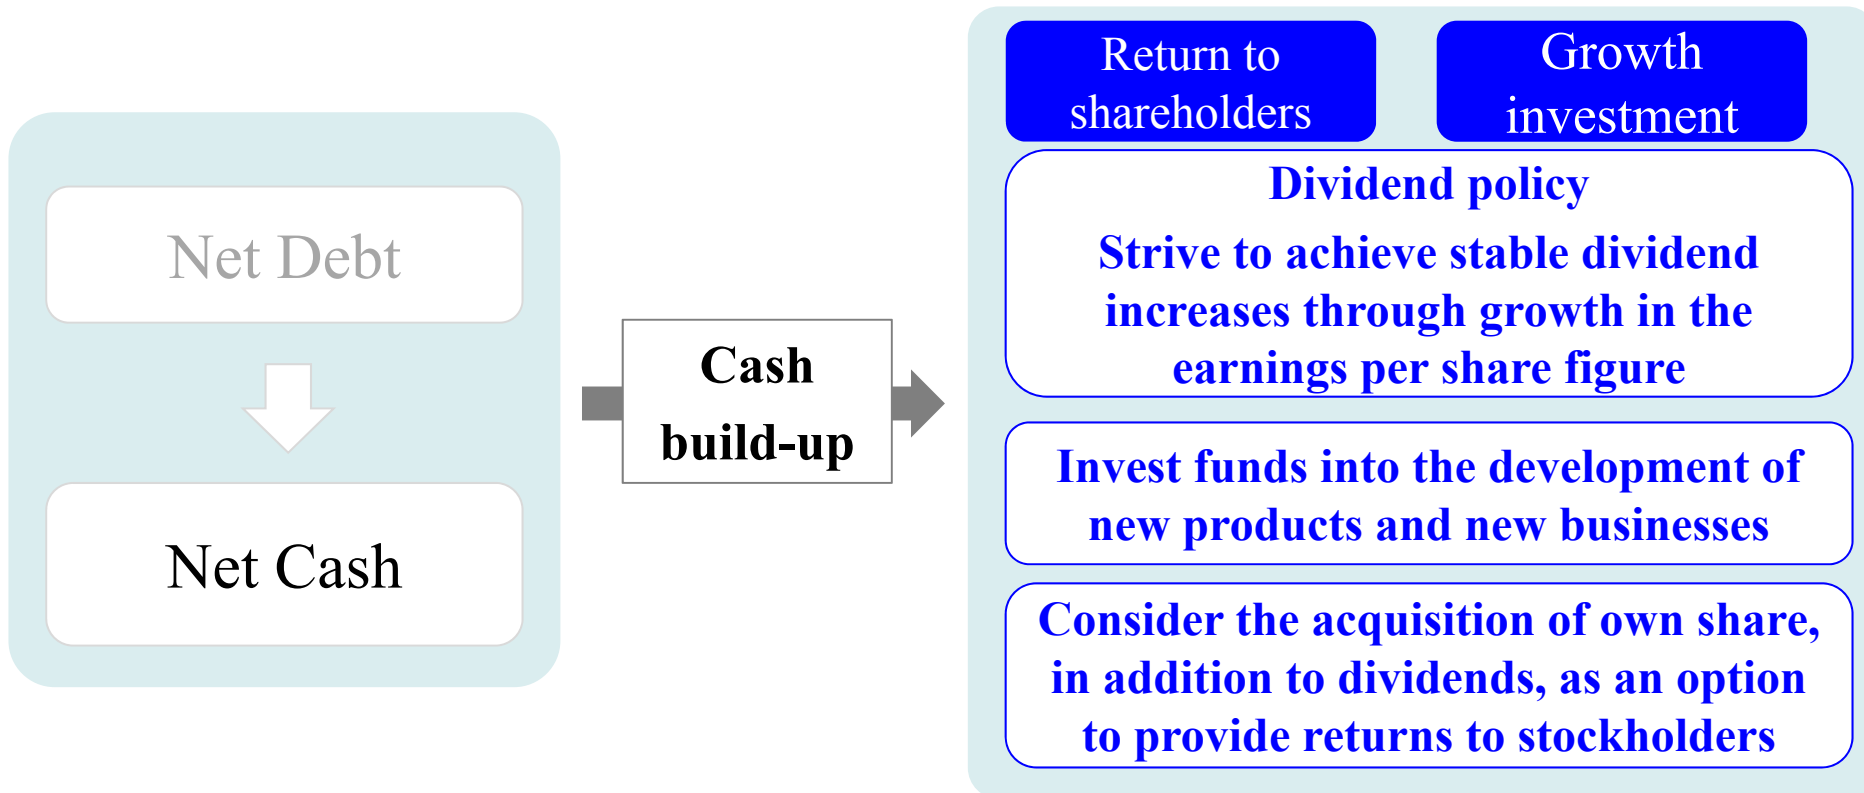 Net Debt
Net Cash
Cash
build-up
Return to
shareholders
Growth
investment
Dividend policy
Strive to achieve stable dividend
increases through growth in the
earnings per share figure
Invest funds into the development of
new products and new businesses
Consider the acquisition of own share,
in addition to dividends, as an option
to provide returns to stockholders